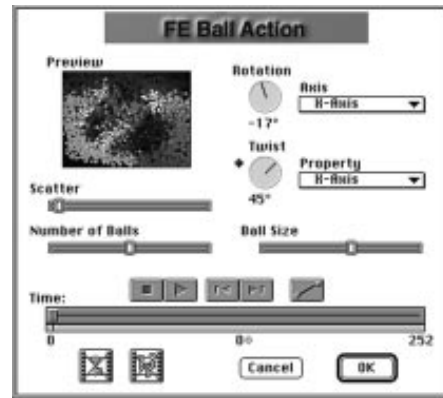 FE Ball Action
Preview
Rotation
Axis
X-Axis
-17°
Twist
Property
X-Axis
45°
Scatter
Number of Balls
Ball Size
Time:
0
0
252
Cancel
OK